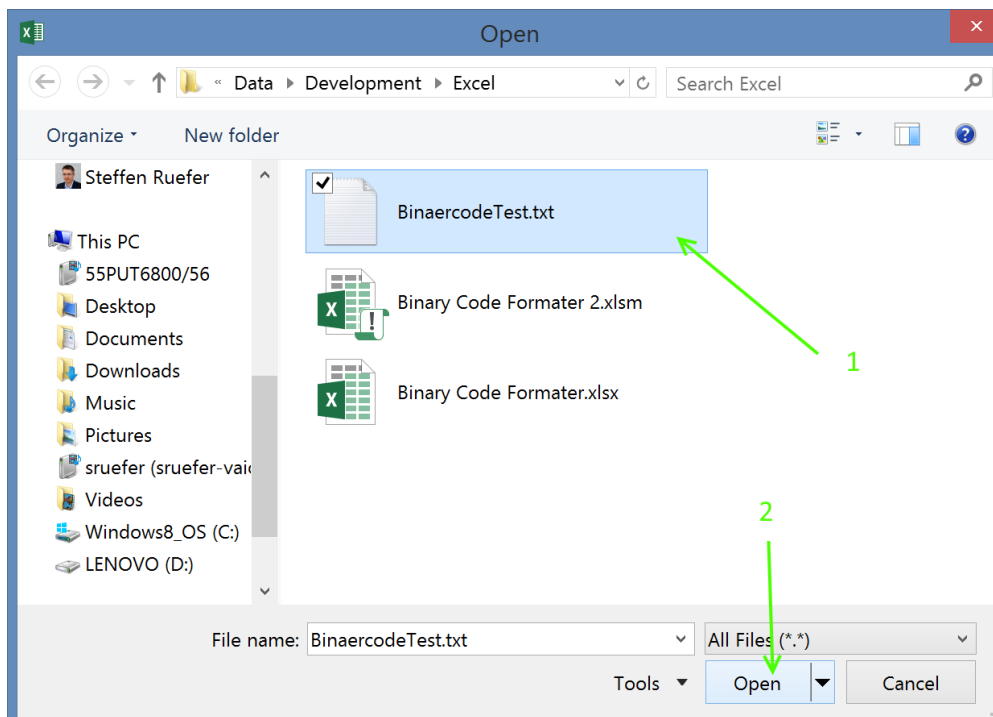 Open
« Data Development Excel Search Excel
Organize New folder
Steffen Ruefer
This PC
55PUT6800/56
Desktop
Documents
Downloads
Music
Pictures
sruefer (sruefer-vaio
Videos
Windows8_OS (C:)
LENOVO (D:)
BinaercodeTest.txt
Binary Code Formater 2.xlsm
Binary Code Formater.xlsx
1
2
File name: BinaercodeTest.txt All Files (*.*)
Tools Open Cancel